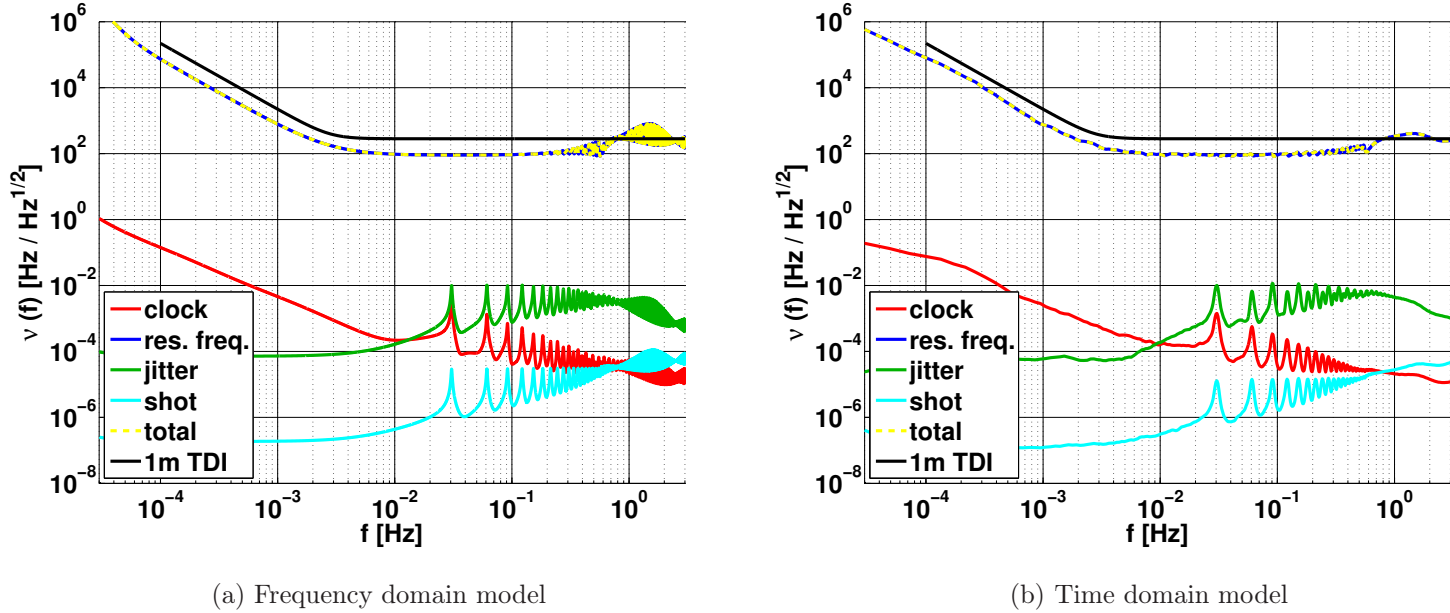 10^6
10^4
10^2
10^0
10^−2
10^−4
10^−6
10^−8
ν (f) [Hz / Hz^1/2]
clock
res. freq.
jitter
shot
total
1m TDI
10^−4 10^−3 10^−2 10^−1 10^0
f [Hz]
(a) Frequency domain model
10^6
10^4
10^2
10^0
10^−2
10^−4
10^−6
10^−8
ν (f) [Hz / Hz^1/2]
clock
res. freq.
jitter
shot
total
1m TDI
10^−4 10^−3 10^−2 10^−1 10^0
f [Hz]
(b) Time domain model